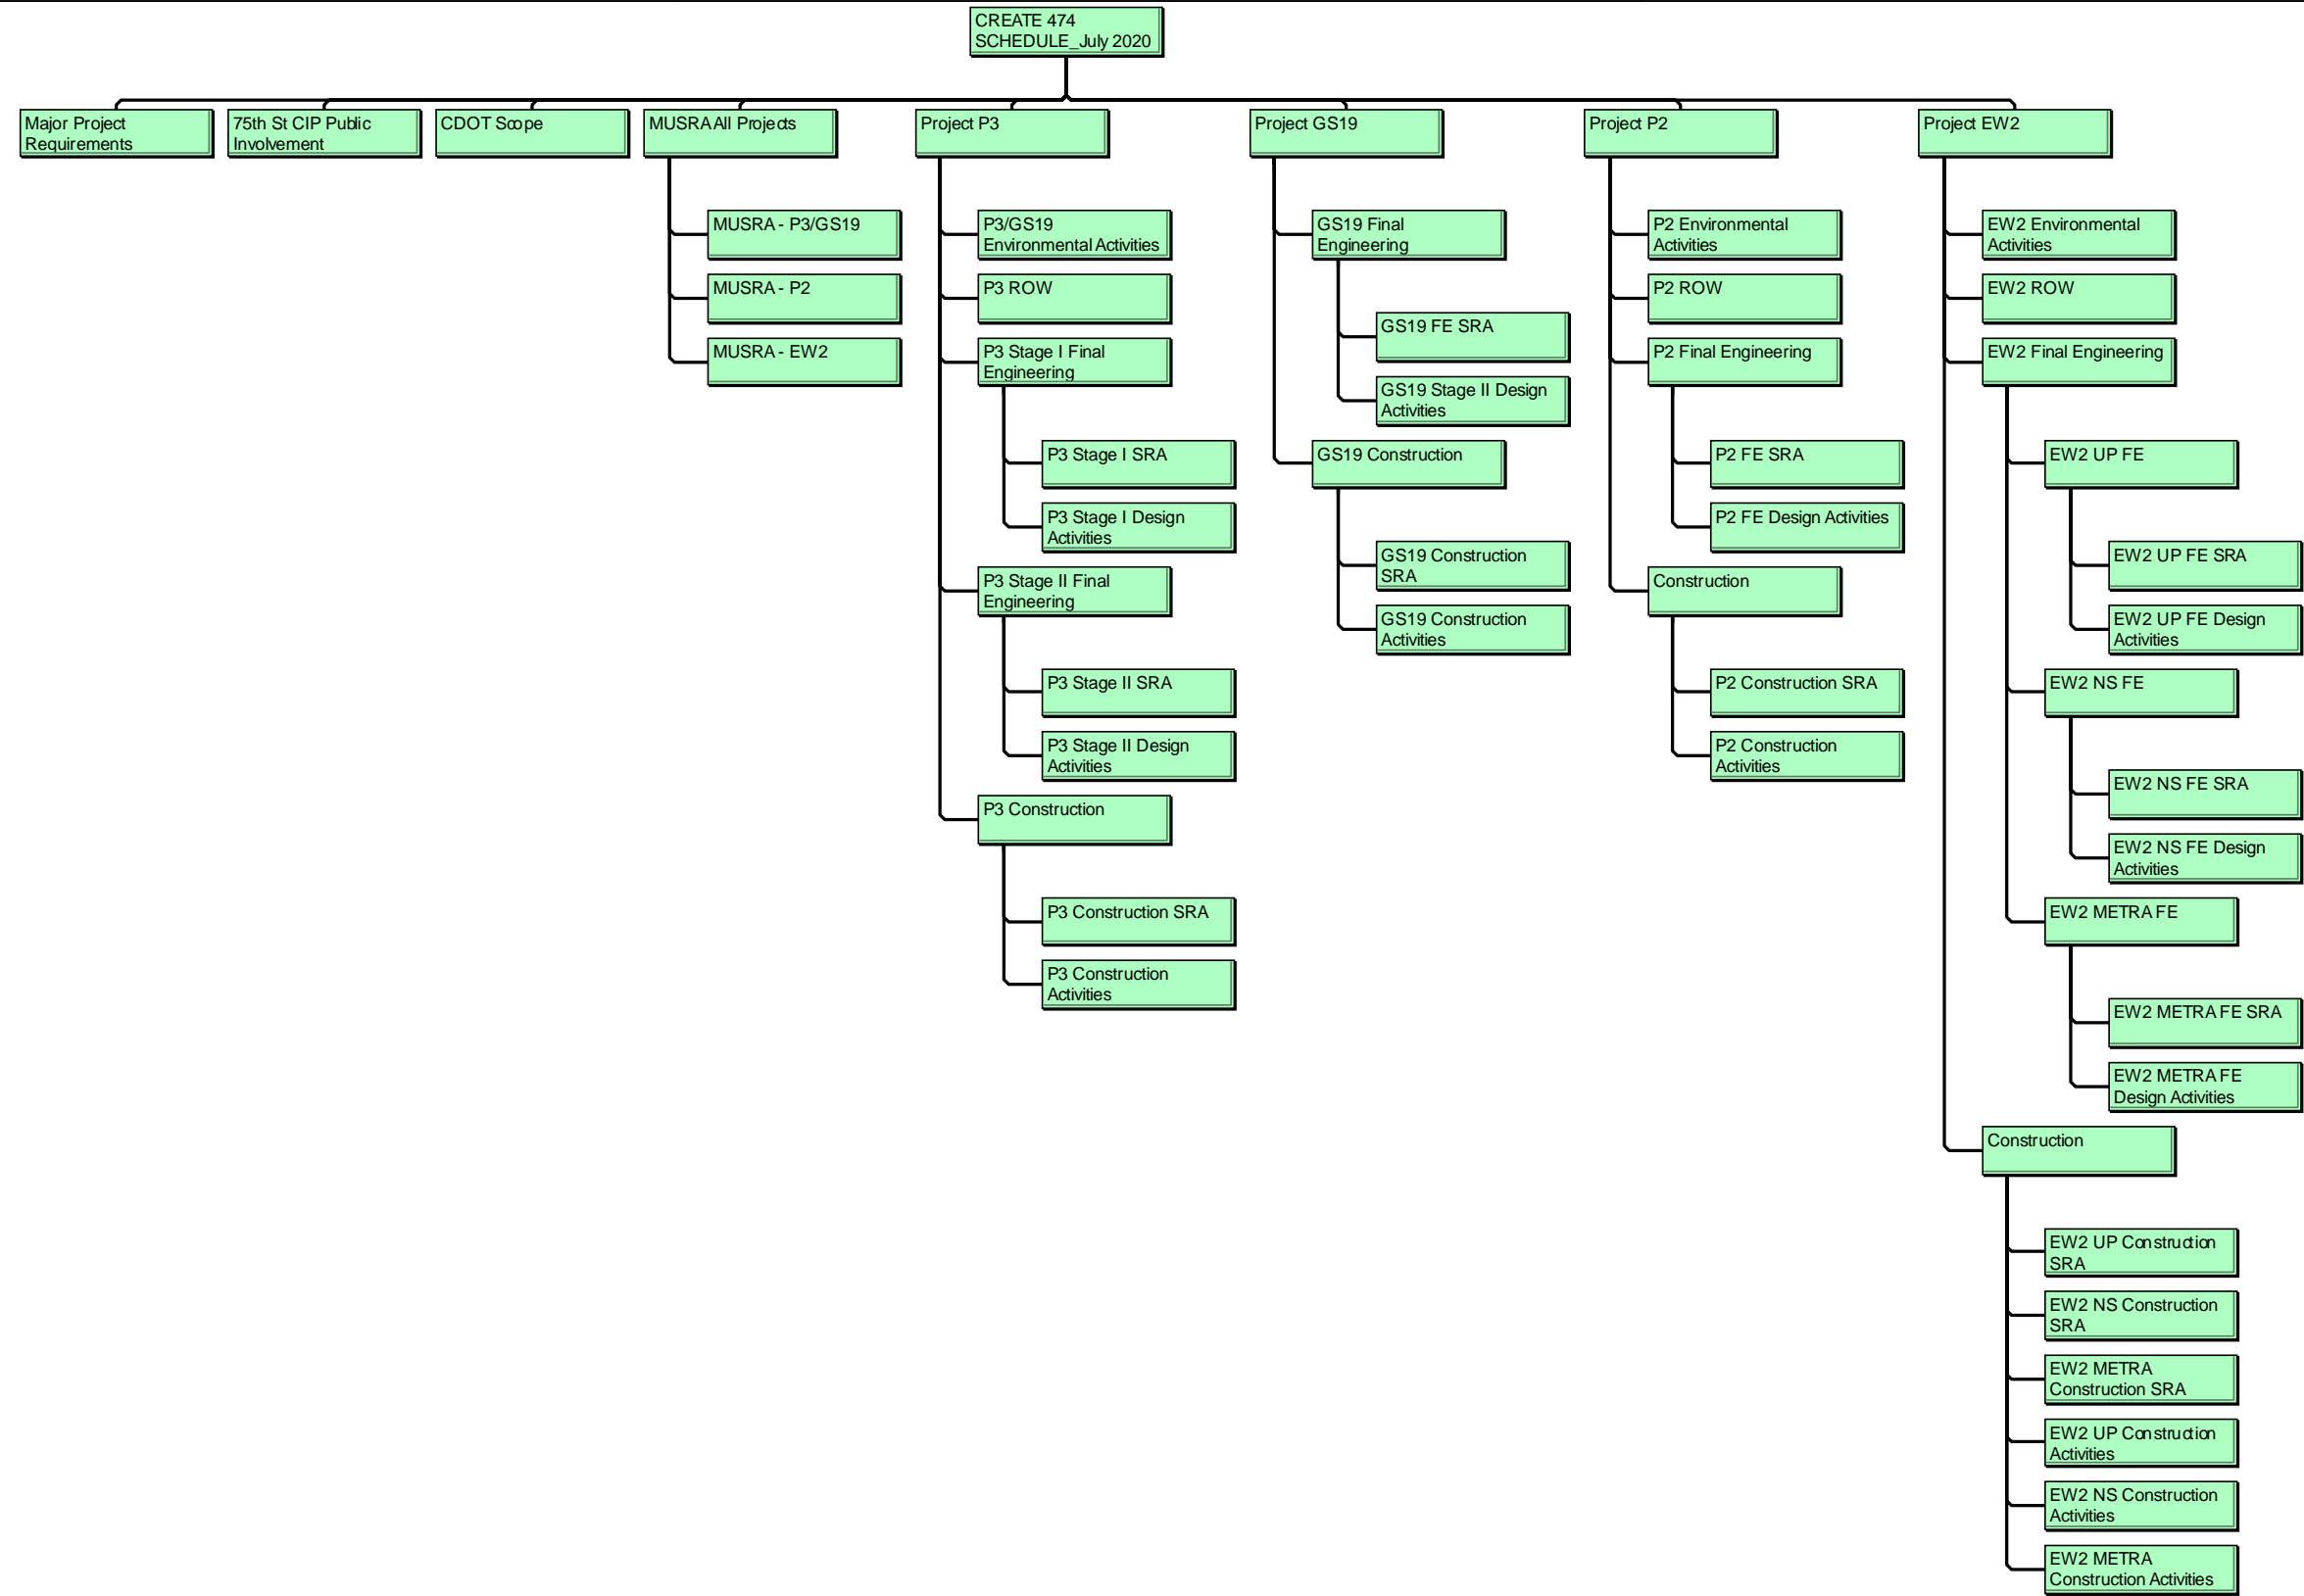 CREATE 474
SCHEDULE_July 2020
Major Project
Requirements
75th St CIP Public
Involvement
CDOT Scope
MUSRA All Projects
MUSRA - P3/GS19
MUSRA - P2
MUSRA - EW2
Project P3
P3/GS19
Environmental Activities
P3 ROW
P3 Stage I Final
Engineering
P3 Stage I SRA
P3 Stage I Design
Activities
P3 Stage II Final
Engineering
P3 Stage II SRA
P3 Stage II Design
Activities
P3 Construction
P3 Construction SRA
P3 Construction
Activities
Project GS19
GS19 Final
Engineering
GS19 FE SRA
GS19 Stage II Design
Activities
GS19 Construction
GS19 Construction
SRA
GS19 Construction
Activities
Project P2
P2 Environmental
Activities
P2 ROW
P2 Final Engineering
P2 FE SRA
P2 FE Design Activities
Construction
P2 Construction SRA
P2 Construction
Activities
Project EW2
EW2 Environmental
Activities
EW2 ROW
EW2 Final Engineering
EW2 UP FE
EW2 UP FE SRA
EW2 UP FE Design
Activities
EW2 NS FE
EW2 NS FE SRA
EW2 NS FE Design
Activities
EW2 METRA FE
EW2 METRA FE SRA
EW2 METRA FE
Design Activities
Construction
EW2 UP Construction
SRA
EW2 NS Construction
SRA
EW2 METRA
Construction SRA
EW2 UP Construction
Activities
EW2 NS Construction
Activities
EW2 METRA
Construction Activities